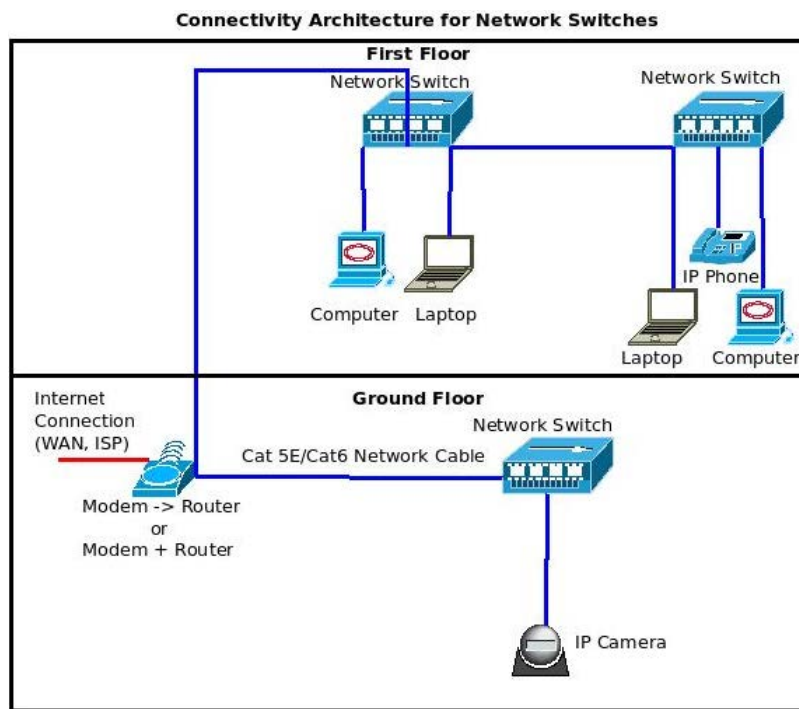 Connectivity Architecture for Network Switches
First Floor
Network Switch
Network Switch
IP
IP Phone
Computer
Laptop
Laptop
Computer
Internet
Connection
(WAN, ISP)
Ground Floor
Network Switch
Cat 5E/Cat6 Network Cable
Modem -> Router
or
Modem + Router
IP Camera